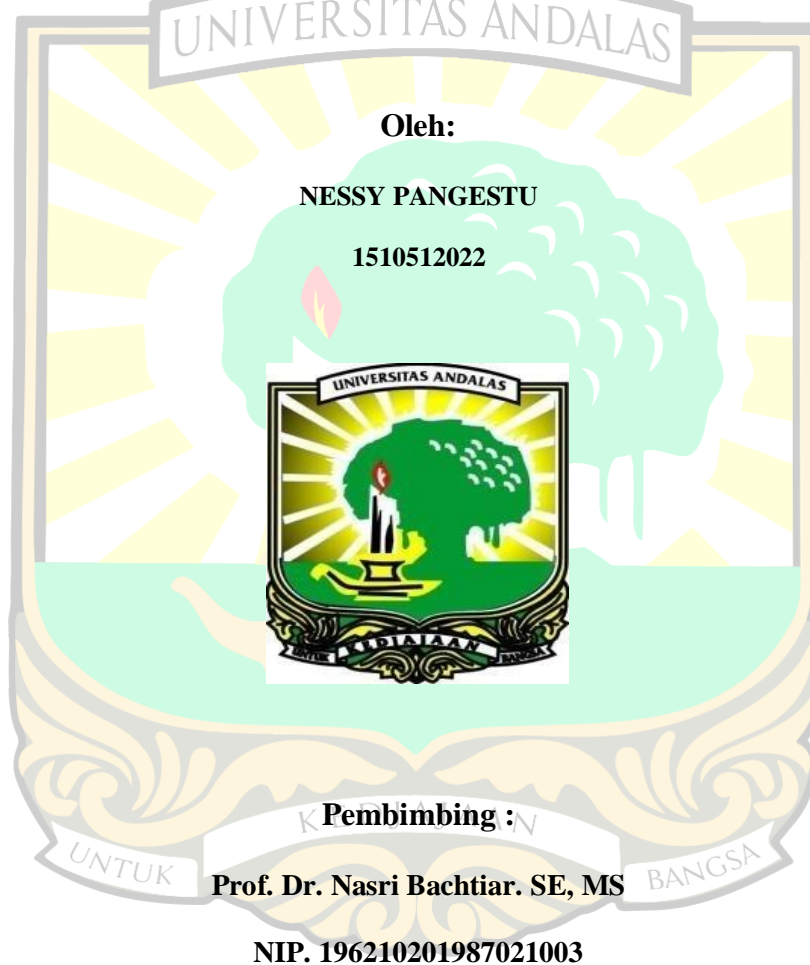 UNIVERSITAS ANDALAS
Oleh:
NESSY PANGESTU
1510512022
UNIVERSITAS ANDALAS
UNTUK KEDJAJAAN BANGSA
Pembimbing :
KEDJAJAAN
UNTUK BANGSA
Prof. Dr. Nasri Bachtiar. SE, MS
NIP. 196210201987021003